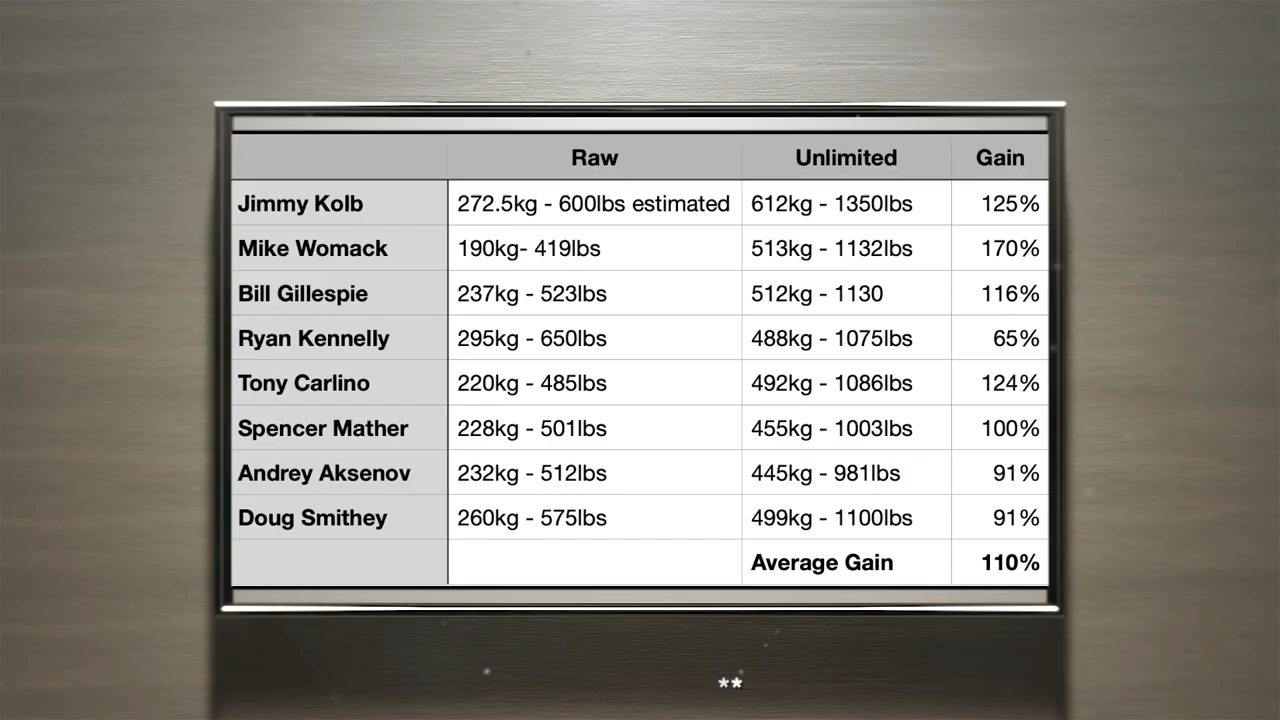 Raw Unlimited Gain
Jimmy Kolb 272.5kg - 600lbs estimated 612kg - 1350lbs 125%
Mike Womack 190kg- 419lbs 513kg - 1132lbs 170%
Bill Gillespie 237kg - 523lbs 512kg - 1130 116%
Ryan Kennelly 295kg - 650lbs 488kg - 1075lbs 65%
Tony Carlino 220kg - 485lbs 492kg - 1086lbs 124%
Spencer Mather 228kg - 501lbs 455kg - 1003lbs 100%
Andrey Aksenov 232kg - 512lbs 445kg - 981lbs 91%
Doug Smithey 260kg - 575lbs 499kg - 1100lbs 91%
Average Gain 110%
**